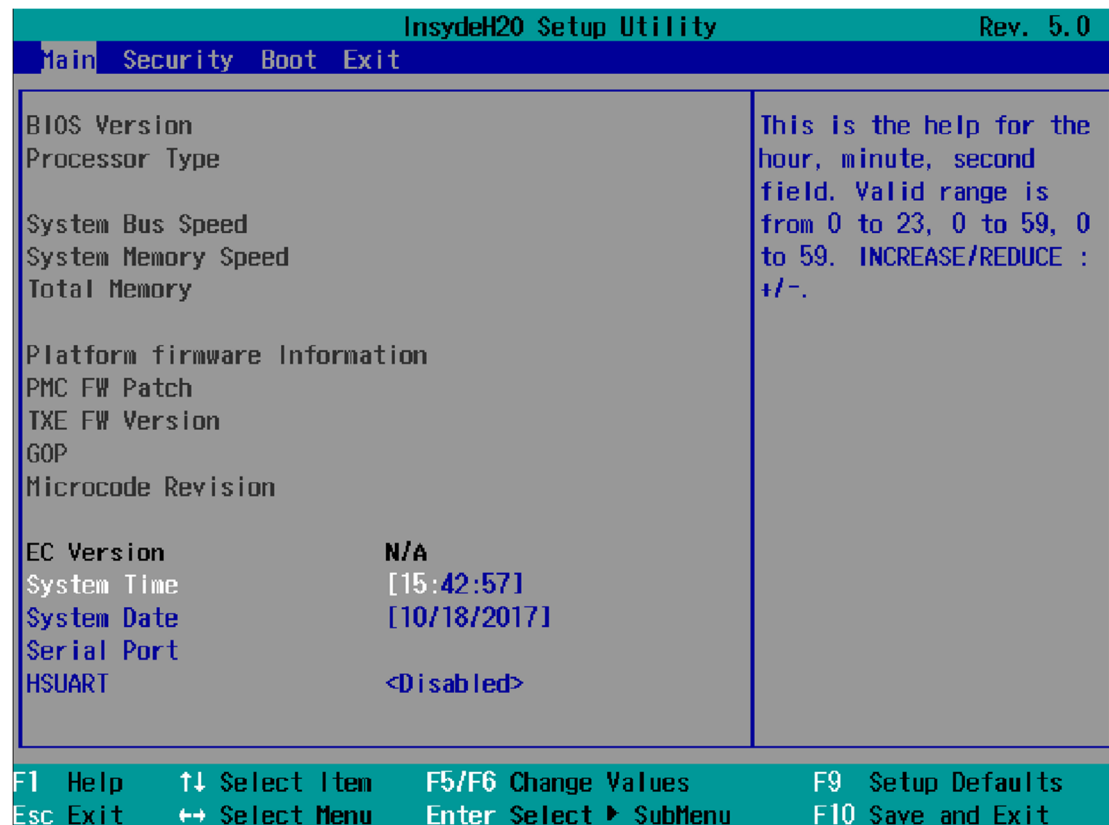 InsydeH20 Setup Utility Rev. 5.0
Main Security Boot Exit
BIOS Version
Processor Type
System Bus Speed
System Memory Speed
Total Memory
Platform firmware Information
PMC FW Patch
TXE FW Version
GOP
Microcode Revision
EC Version N/A
System Time [15:42:57]
System Date [10/18/2017]
Serial Port
HSUART <Disabled>
This is the help for the
hour, minute, second
field. Valid range is
from 0 to 23, 0 to 59, 0
to 59. INCREASE/REDUCE :
+/-.
F1 Help ↑↓ Select Item F5/F6 Change Values F9 Setup Defaults
Esc Exit ↔ Select Menu Enter Select ▶ SubMenu F10 Save and Exit